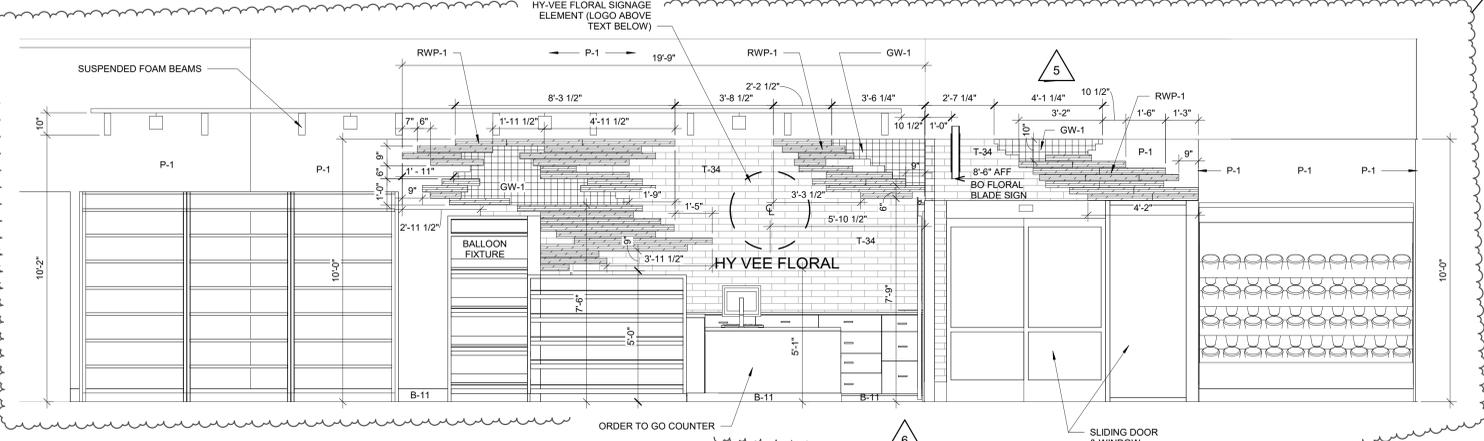 HY-VEE FLORAL SIGNAGE
ELEMENT (LOGO ABOVE
TEXT BELOW)
RWP-1
P-1
RWP-1
GW-1
19'-9"
SUSPENDED FOAM BEAMS
5
2'-2 1/2"
8'-3 1/2"
3'-8 1/2"
3'-6 1/4"
2'-7 1/4"
4'-1 1/4"
10 1/2"
RWP-1
10"
7"
6"
1'-11 1/2"
4'-11 1/2"
10 1/2"
1'-0"
3'-2"
1'-6"
1'-3"
10"
GW-1
P-1
P-1
9"
6"
1'-0"
1' - 11"
9"
GW-1
T-34
9"
T-34
P-1
9"
8'-6" AFF
BO FLORAL
BLADE SIGN
P-1
P-1
P-1
1'-9"
1'-5"
3'-3 1/2"
6"
4'-2"
2'-11 1/2"
5'-10 1/2"
BALLOON
FIXTURE
9"
T-34
3'-11 1/2"
HY VEE FLORAL
10'-2"
10'-0"
7'-6"
7'-9"
10'-0"
5'-0"
5'-1"
B-11
B-11
B-11
ORDER TO GO COUNTER
6
SLIDING DOOR
& WINDOW